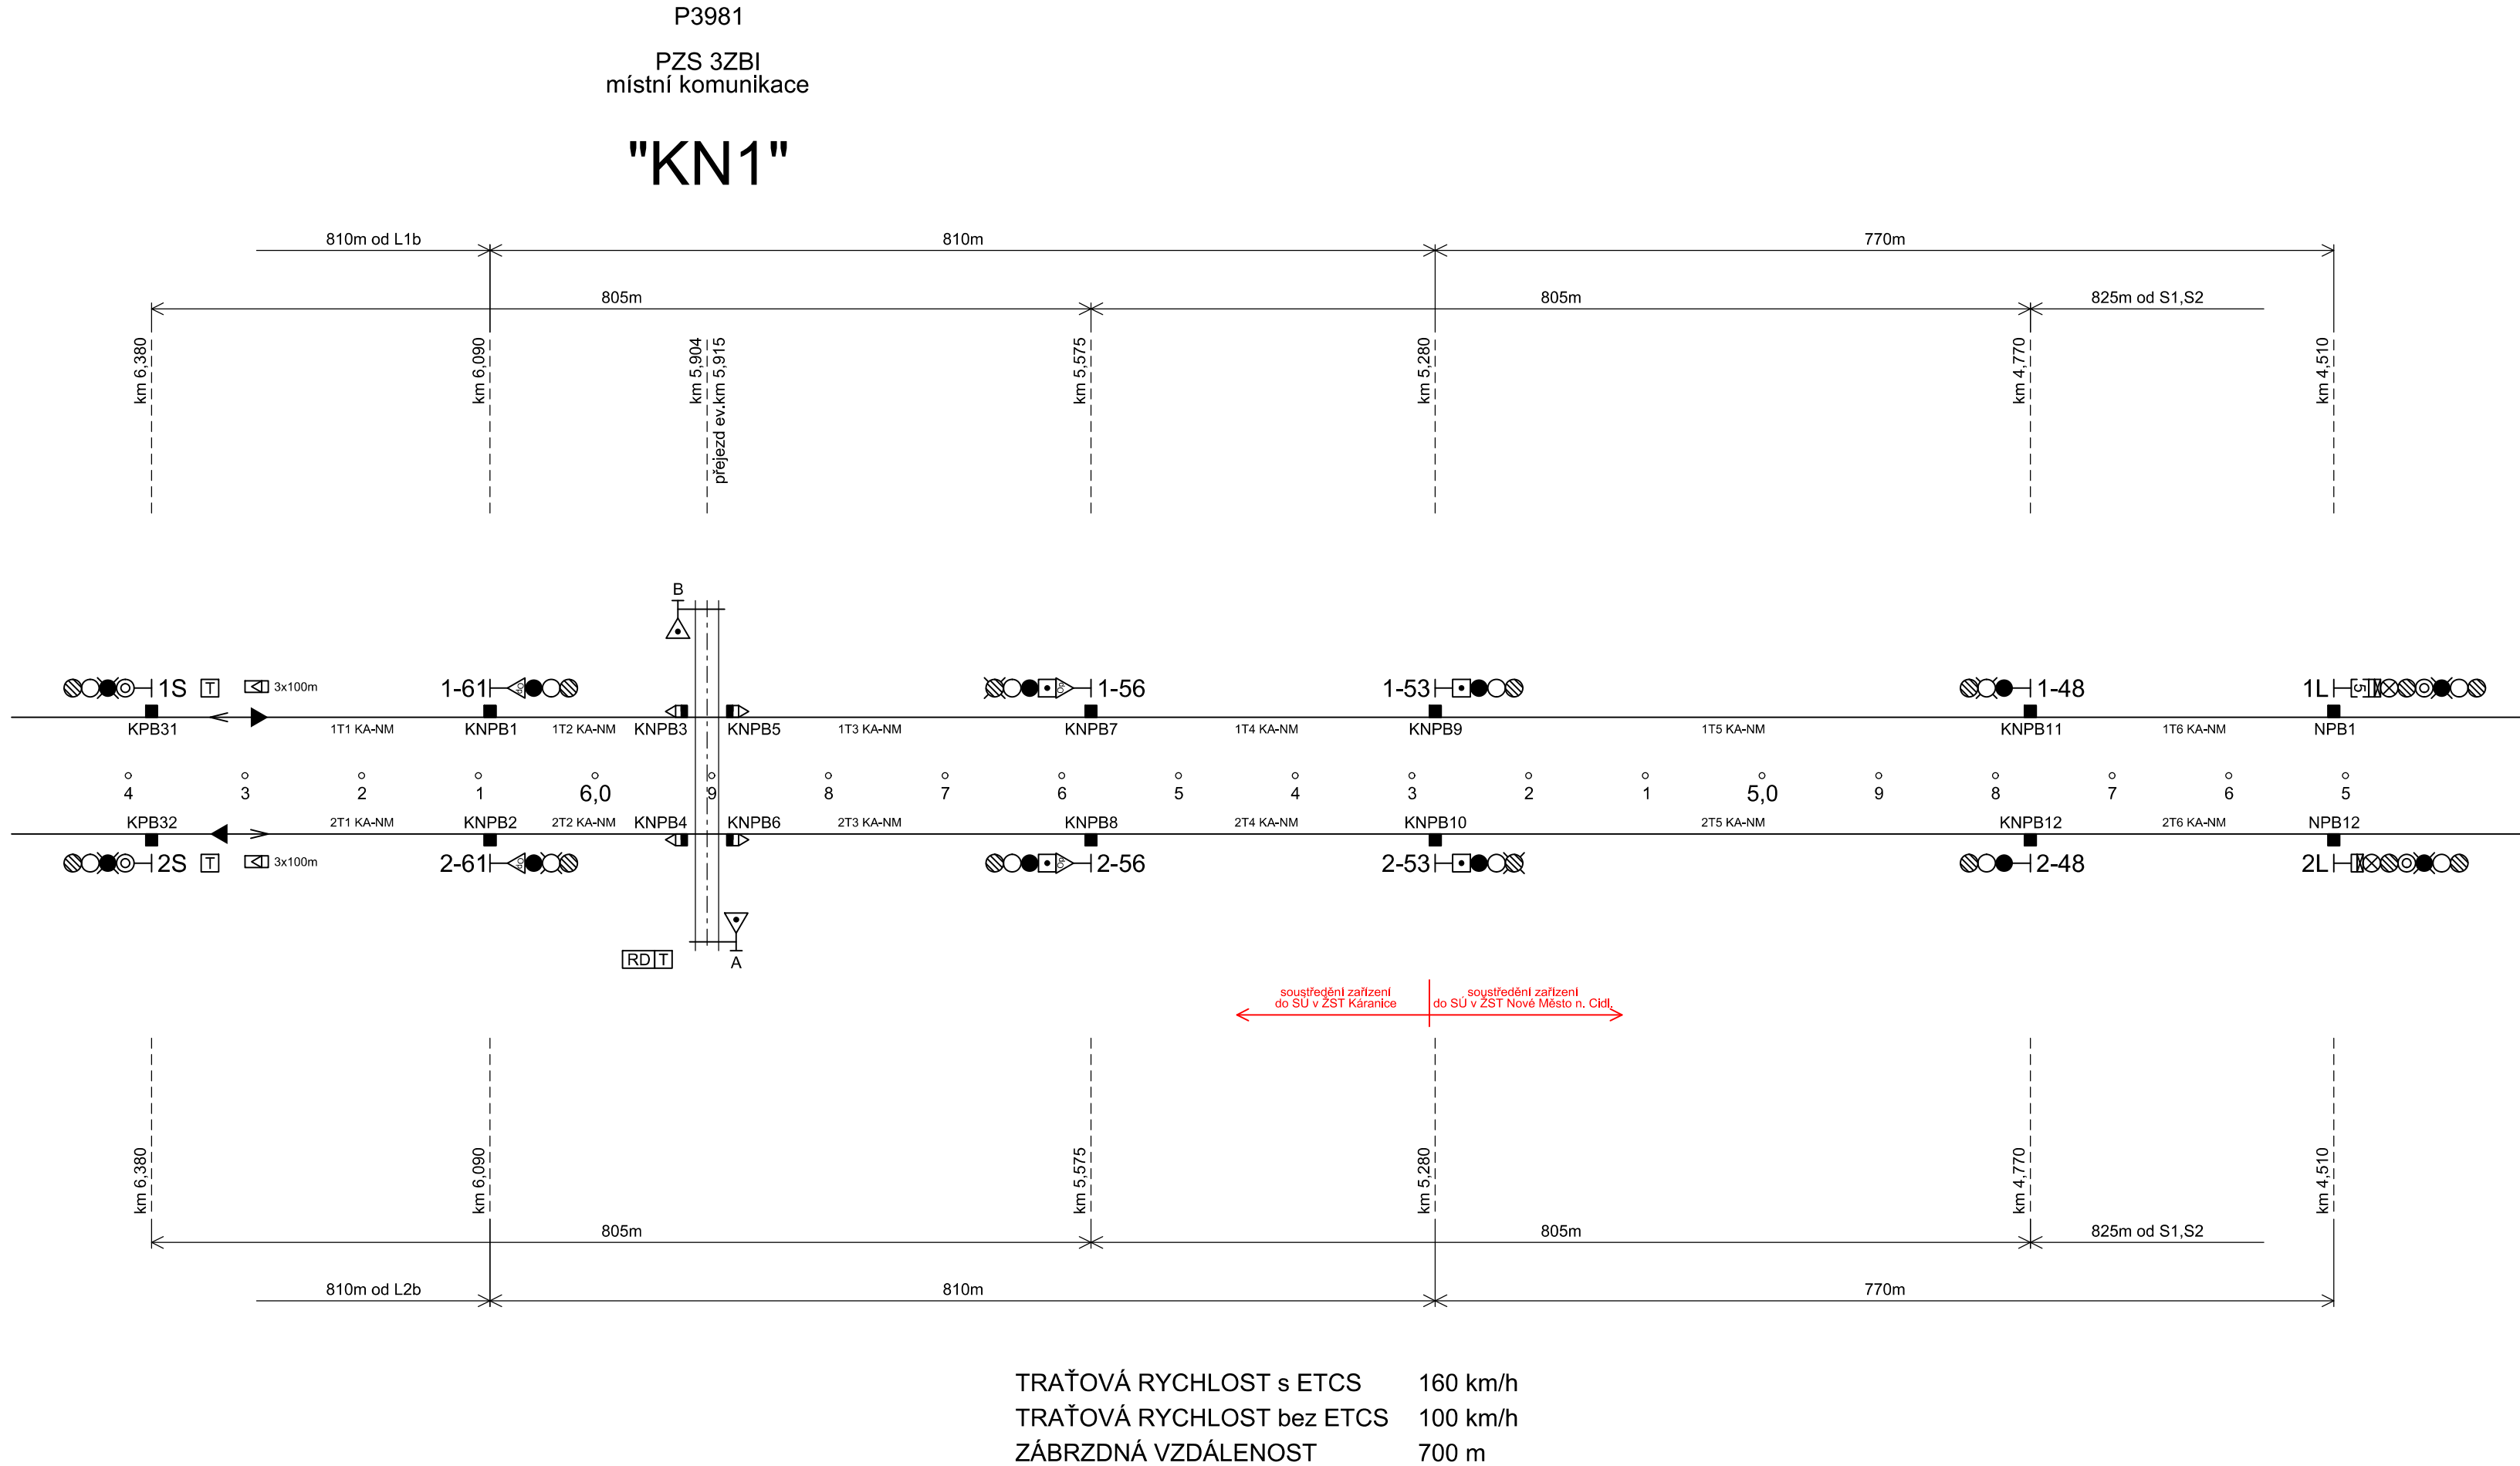 P3981
PZS 3ZBI
místní komunikace
"KN1"
810m od L1b
810m
770m
805m
805m
825m od S1,S2
km 6,380
km 6,090
km 5,904
přejezd ev.km 5,915
km 5,575
km 5,280
km 4,770
km 4,510
B
1S T 3x100m
1-61 OP
OP 1-56
1-53
1-48
1L 5
KPB31
1T1 KA-NM
KNPB1
1T2 KA-NM
KNPB3
KNPB5
1T3 KA-NM
KNPB7
1T4 KA-NM
KNPB9
1T5 KA-NM
KNPB11
1T6 KA-NM
NPB1
4 3 2 1 6,0 9 8 7 6 5 4 3 2 1 5,0 9 8 7 6 5
KPB32
2T1 KA-NM
KNPB2
2T2 KA-NM
KNPB4
KNPB6
2T3 KA-NM
KNPB8
2T4 KA-NM
KNPB10
2T5 KA-NM
KNPB12
2T6 KA-NM
NPB12
2S T 3x100m
2-61 OP
OP 2-56
2-53
2-48
2L
RD T
A
soustředění zařízení
do SÚ v ŽST Káranice
soustředění zařízení
do SÚ v ŽST Nové Město n. Cidl.
km 6,380
km 6,090
km 5,575
km 5,280
km 4,770
km 4,510
805m
805m
825m od S1,S2
810m od L2b
810m
770m
TRAŤOVÁ RYCHLOST s ETCS 160 km/h
TRAŤOVÁ RYCHLOST bez ETCS 100 km/h
ZÁBRZDNÁ VZDÁLENOST 700 m